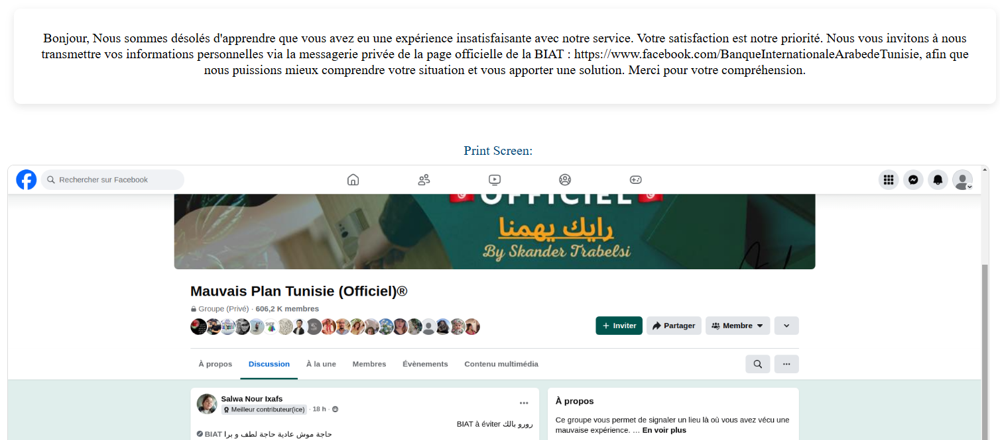 Bonjour, Nous sommes désolés d'apprendre que vous avez eu une expérience insatisfaisante avec notre service. Votre satisfaction est notre priorité. Nous vous invitons à nous
transmettre vos informations personnelles via la messagerie privée de la page officielle de la BIAT : https://www.facebook.com/BanqueInternationaleArabedeTunisie, afin que
nous puissions mieux comprendre votre situation et vous apporter une solution. Merci pour votre compréhension.
Print Screen:
Rechercher sur Facebook
OFFICIEL
رايك يهمنا
By Skander Trabelsi
Mauvais Plan Tunisie (Officiel)®
Groupe (Privé) · 606,2 K membres
Inviter
Partager
Membre
À propos
Discussion
À la une
Membres
Évènements
Contenu multimédia
Salwa Nour Ixafs
Meilleur contributeur(ice) · 18 h ·
BIAT à éviter رورو بالك
BIAT حاجة موش عادية حاجة لطف و برا
À propos
Ce groupe vous permet de signaler un lieu là où vous avez vécu une
mauvaise expérience. … En voir plus